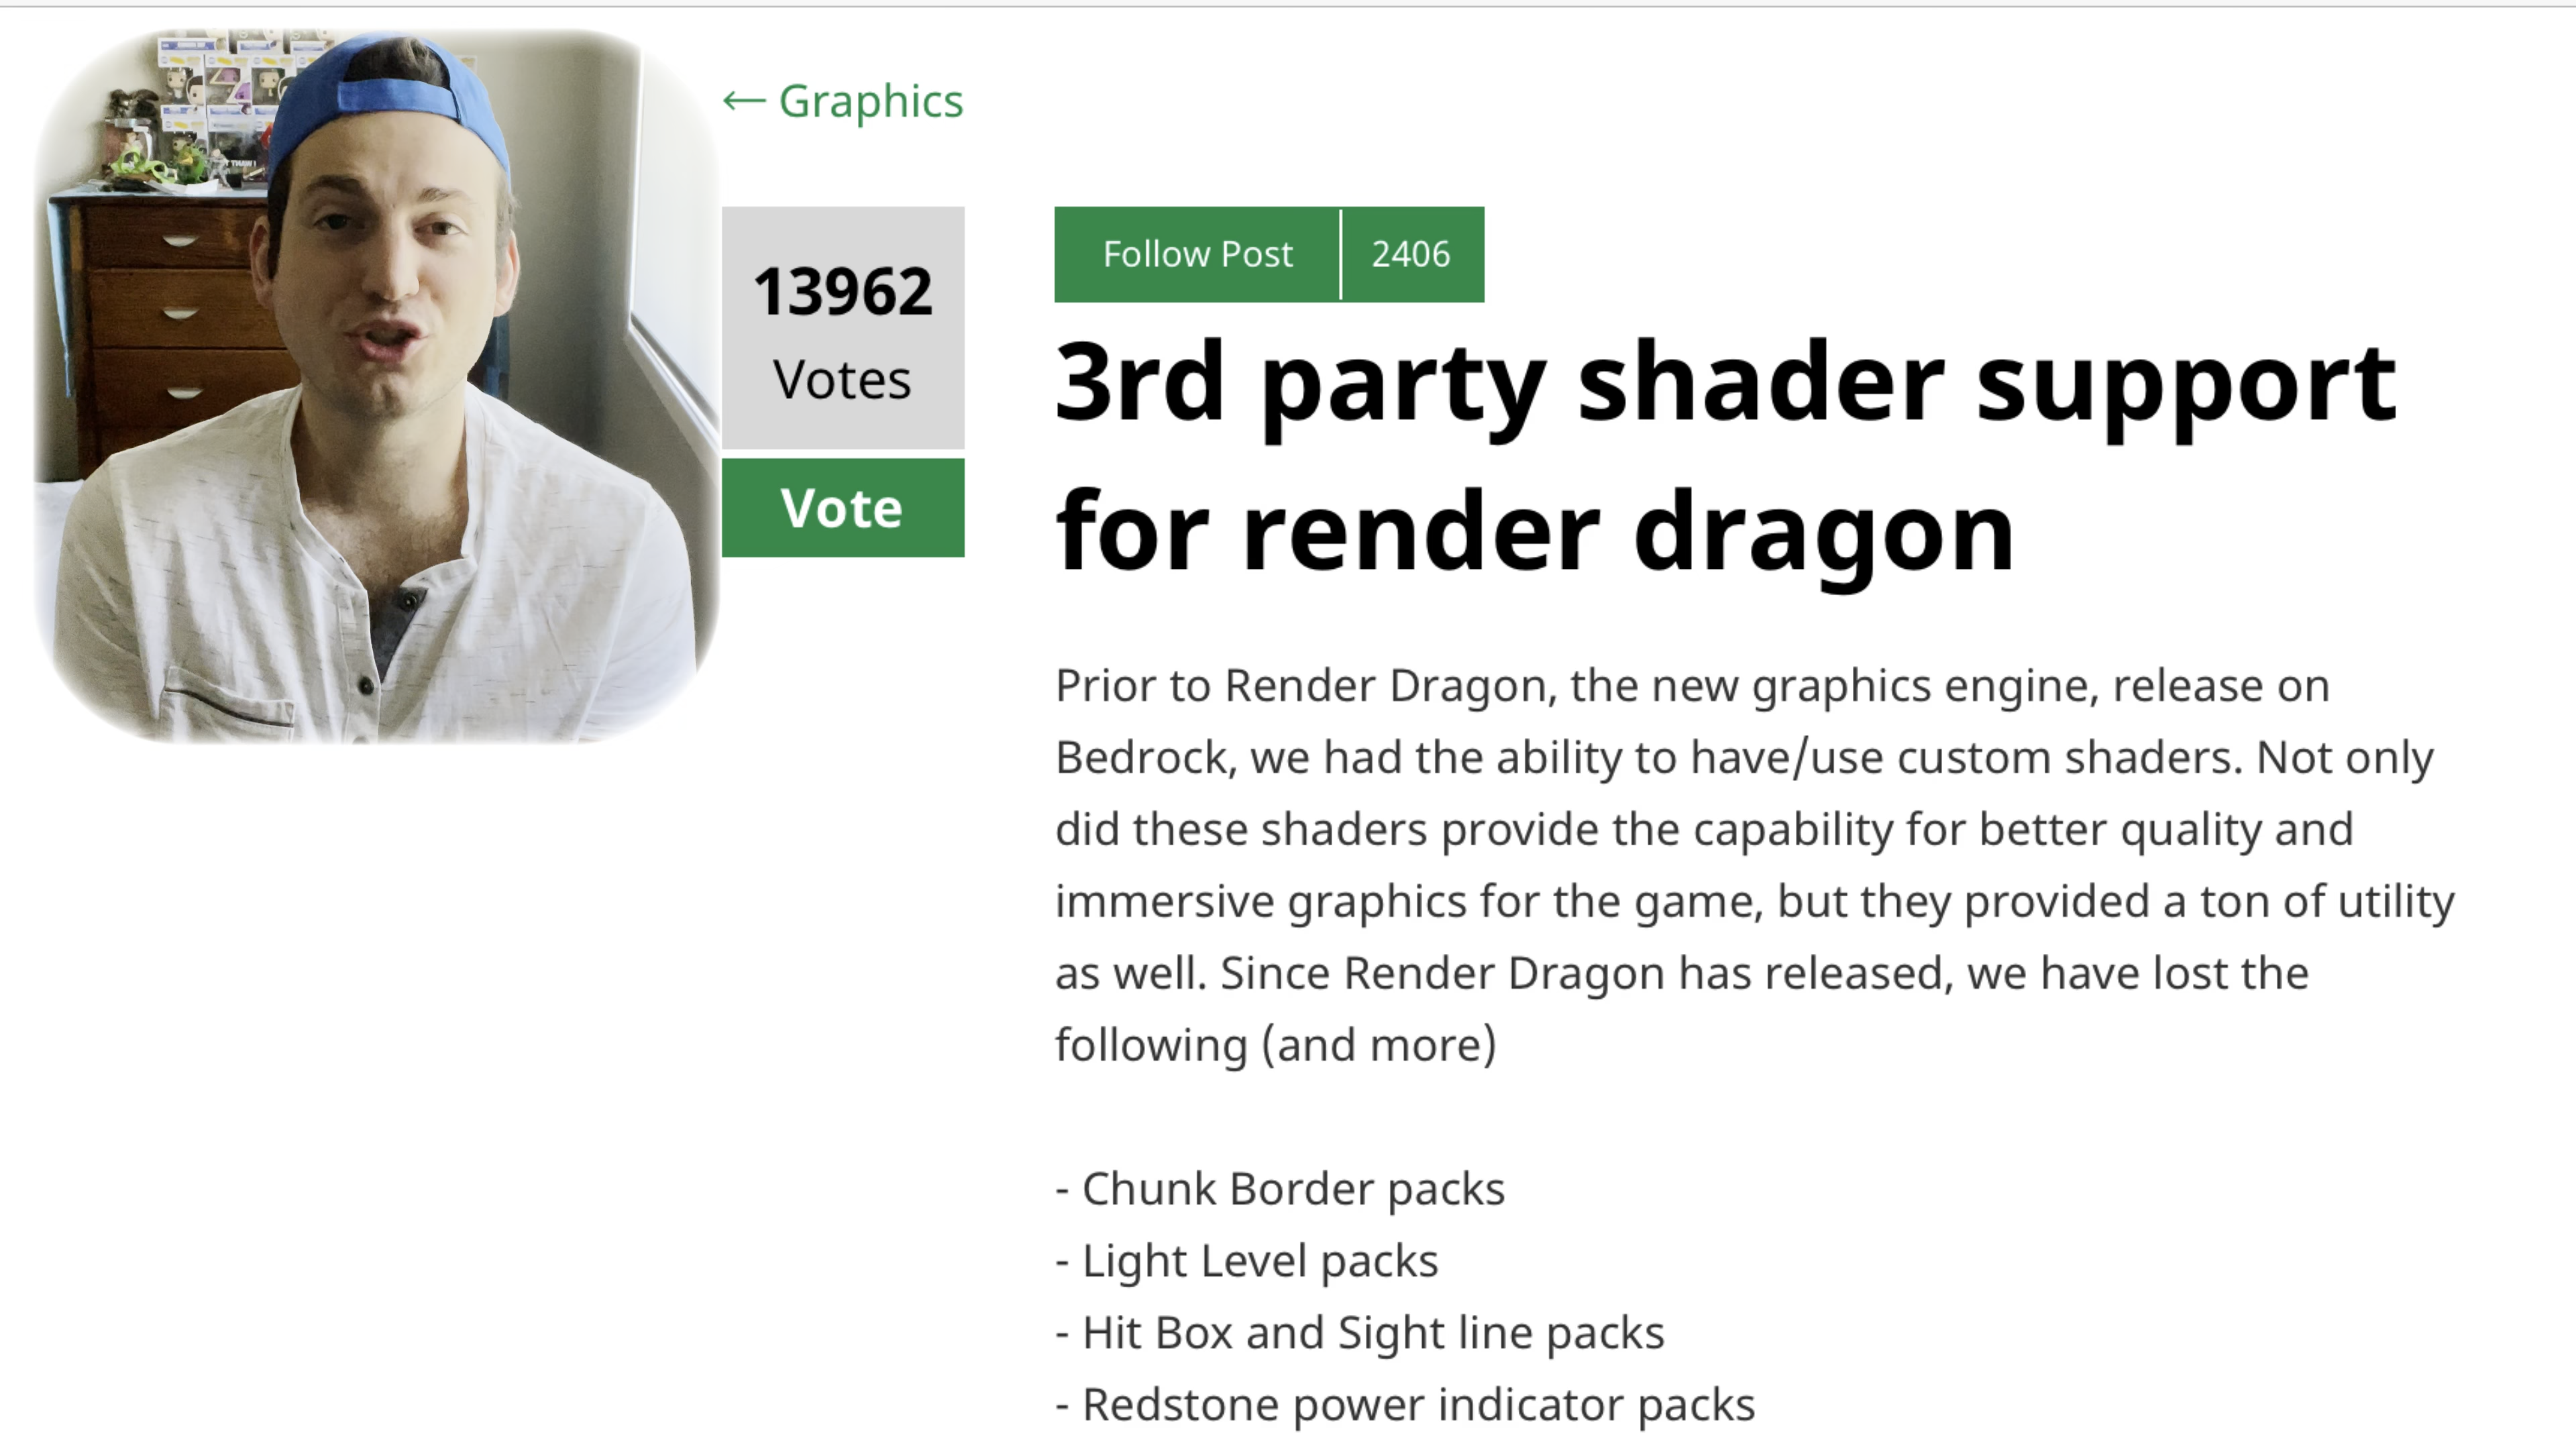 ← Graphics
13962
Votes
Vote
Follow Post 2406
3rd party shader support
for render dragon
Prior to Render Dragon, the new graphics engine, release on
Bedrock, we had the ability to have/use custom shaders. Not only
did these shaders provide the capability for better quality and
immersive graphics for the game, but they provided a ton of utility
as well. Since Render Dragon has released, we have lost the
following (and more)
- Chunk Border packs
- Light Level packs
- Hit Box and Sight line packs
- Redstone power indicator packs